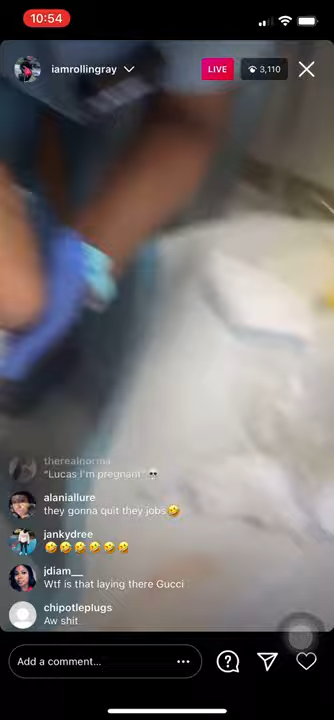 10:54
iamrollingray
LIVE
3,110
therealnorma
"Lucas I'm pregnant" 💀
alaniallure
they gonna quit they jobs🤣
jankydree
🤣🤣🤣🤣🤣🤣
jdiam__
Wtf is that laying there Gucci
chipotleplugs
Aw shit
Add a comment...